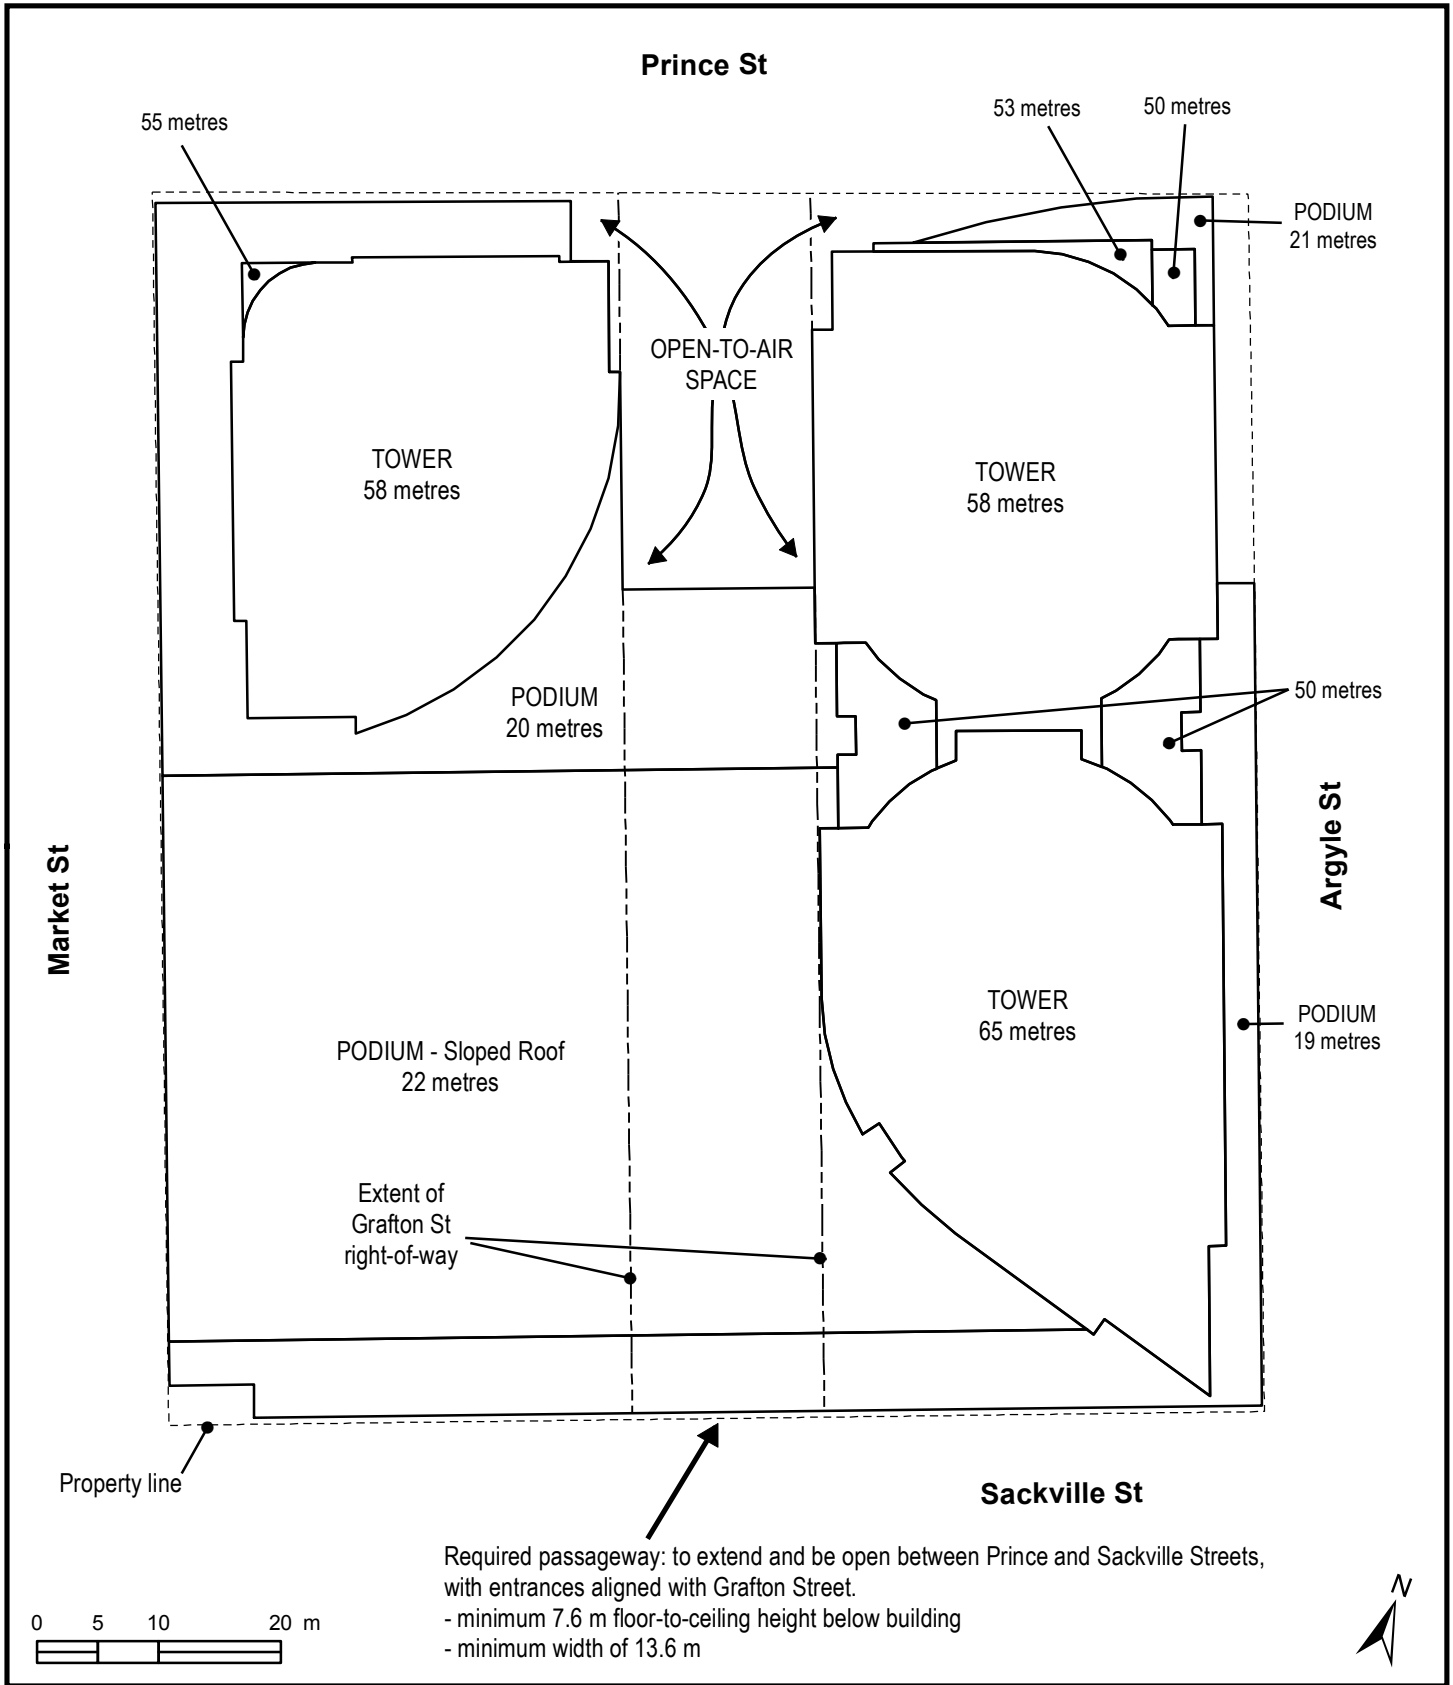 Prince St
55 metres
53 metres
50 metres
PODIUM
21 metres
OPEN-TO-AIR
SPACE
TOWER
58 metres
TOWER
58 metres
PODIUM
20 metres
50 metres
Market St
Argyle St
TOWER
65 metres
PODIUM
19 metres
PODIUM - Sloped Roof
22 metres
Extent of
Grafton St
right-of-way
Property line
Sackville St
Required passageway: to extend and be open between Prince and Sackville Streets,
with entrances aligned with Grafton Street.
- minimum 7.6 m floor-to-ceiling height below building
- minimum width of 13.6 m
0 5 10 20 m
N